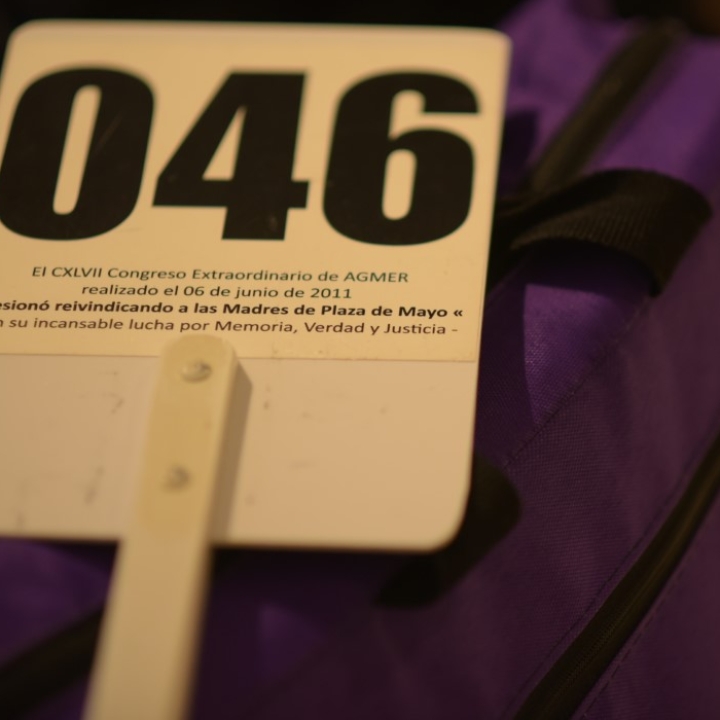 046
El CXLVII Congreso Extraordinario de AGMER
realizado el 06 de junio de 2011
esionó reivindicando a las Madres de Plaza de Mayo «
n su incansable lucha por Memoria, Verdad y Justicia -